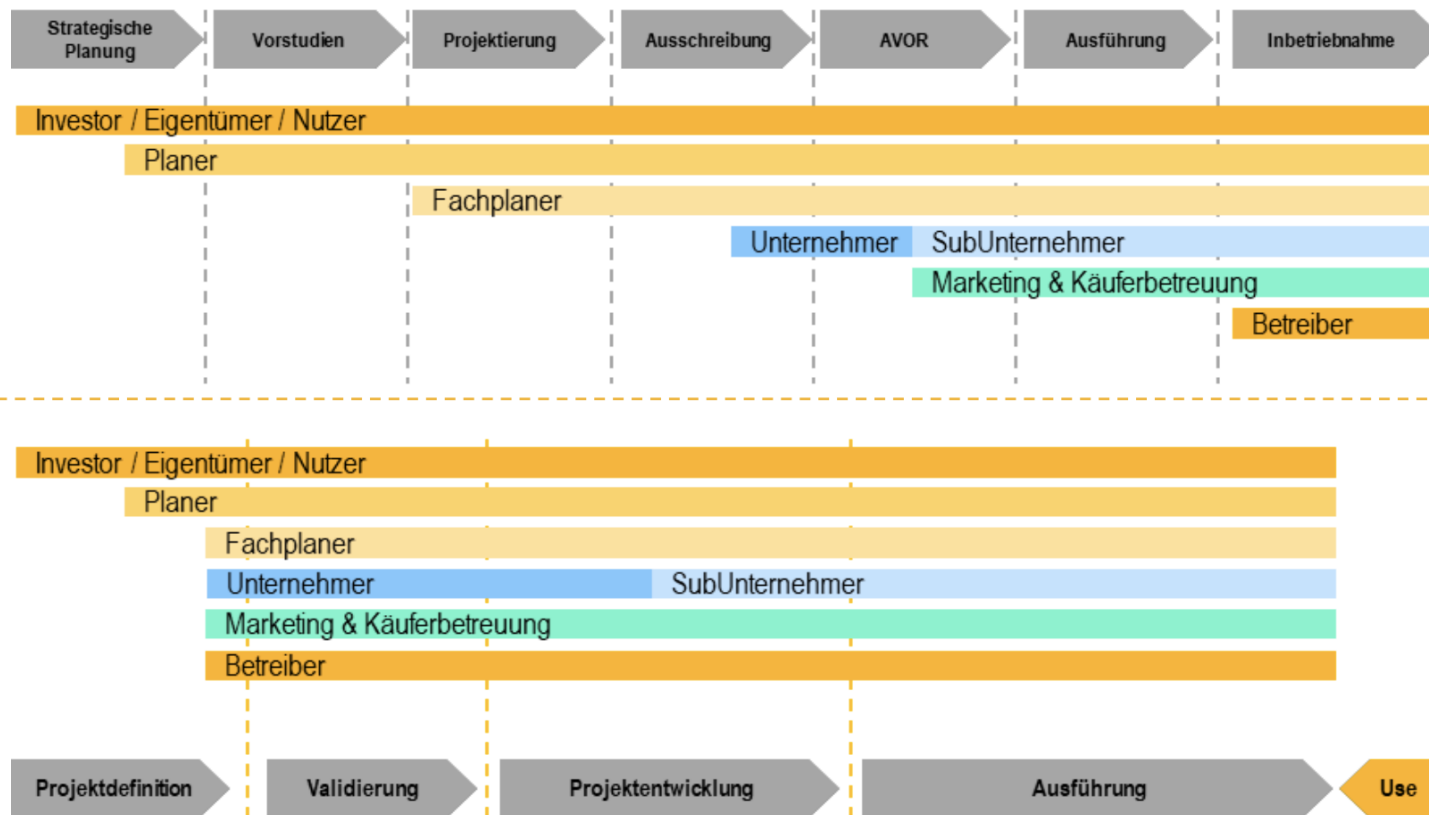 Strategische
Planung
Vorstudien
Projektierung
Ausschreibung
AVOR
Ausführung
Inbetriebnahme
Investor / Eigentümer / Nutzer
Planer
Fachplaner
Unternehmer
SubUnternehmer
Marketing & Käuferbetreuung
Betreiber
Investor / Eigentümer / Nutzer
Planer
Fachplaner
Unternehmer
SubUnternehmer
Marketing & Käuferbetreuung
Betreiber
Projektdefinition
Validierung
Projektentwicklung
Ausführung
Use